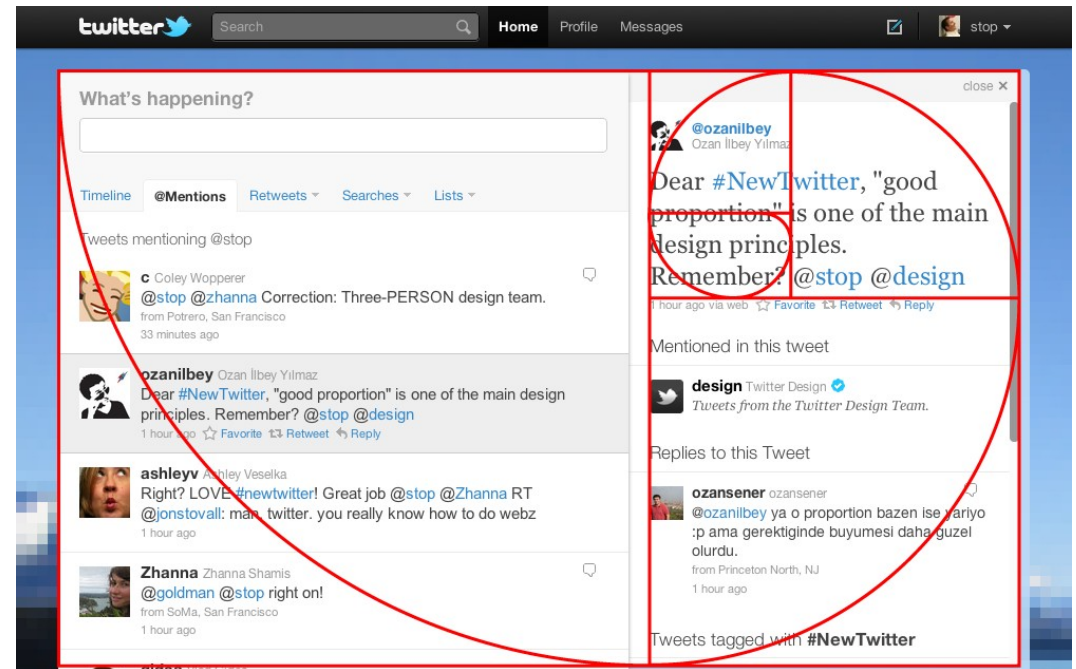 twitter
Search
Home
Profile
Messages
stop
What's happening?
Timeline
@Mentions
Retweets
Searches
Lists
Tweets mentioning @stop
c Coley Wopperer
@stop @zhanna Correction: Three-PERSON design team.
from Potrero, San Francisco
33 minutes ago
ozanilbey Ozan İlbey Yılmaz
Dear #NewTwitter, "good proportion" is one of the main design
principles. Remember? @stop @design
1 hour ago Favorite Retweet Reply
ashleyv Ashley Veselka
Right? LOVE #newtwitter! Great job @stop @Zhanna RT
@jonstovall: man, twitter. you really know how to do webz
1 hour ago
Zhanna Zhanna Shamis
@goldman @stop right on!
from SoMa, San Francisco
1 hour ago
close ×
@ozanilbey
Ozan İlbey Yılmaz
Dear #NewTwitter, "good
proportion" is one of the main
design principles.
Remember? @stop @design
1 hour ago via web Favorite Retweet Reply
Mentioned in this tweet
design Twitter Design
Tweets from the Twitter Design Team.
Replies to this Tweet
ozansener ozansener
@ozanilbey ya o proportion bazen ise yariyo
:p ama gerektiginde buyumesi daha guzel
olurdu.
from Princeton North, NJ
1 hour ago
Tweets tagged with #NewTwitter